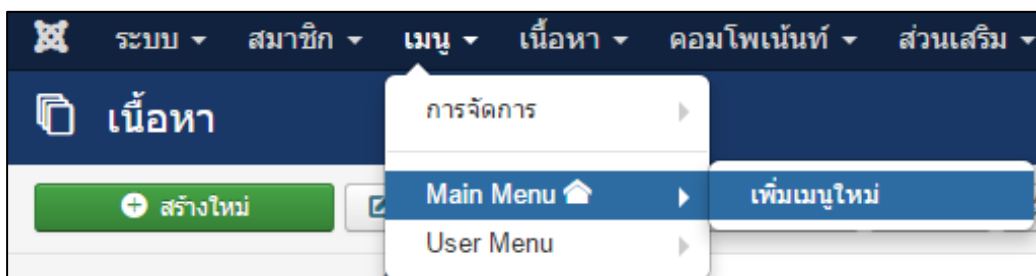 ระบบ สมาชิก เมนู เนื้อหา คอมโพเน้นท์ ส่วนเสริม
เนื้อหา
การจัดการ
สร้างใหม่
Main Menu
เพิ่มเมนูใหม่
User Menu